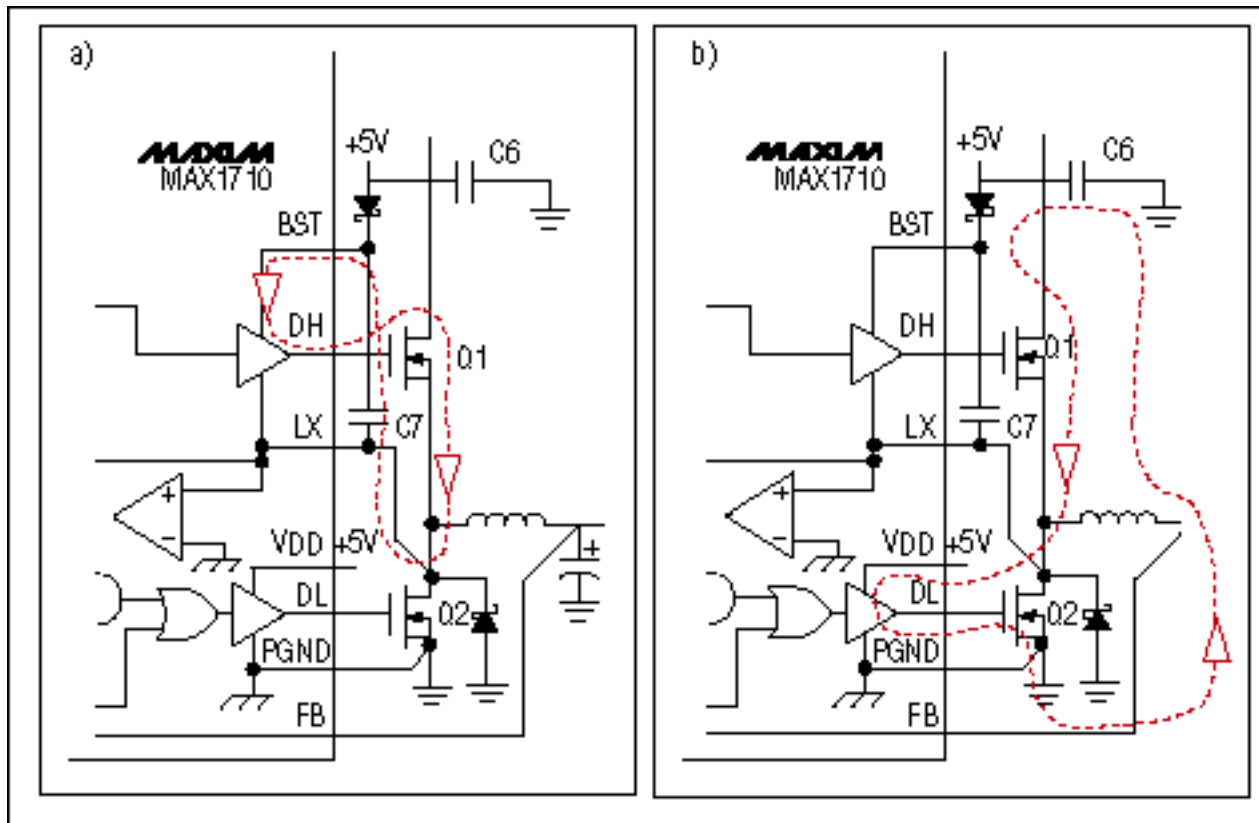 a)
MAXIM
MAX1710
+5V
C6
BST
DH
Q1
LX
C7
+
−
VDD
+5V
+
DL
Q2
PGND
FB
b)
MAXIM
MAX1710
+5V
C6
BST
DH
Q1
LX
C7
+
−
VDD
+5V
DL
Q2
PGND
FB